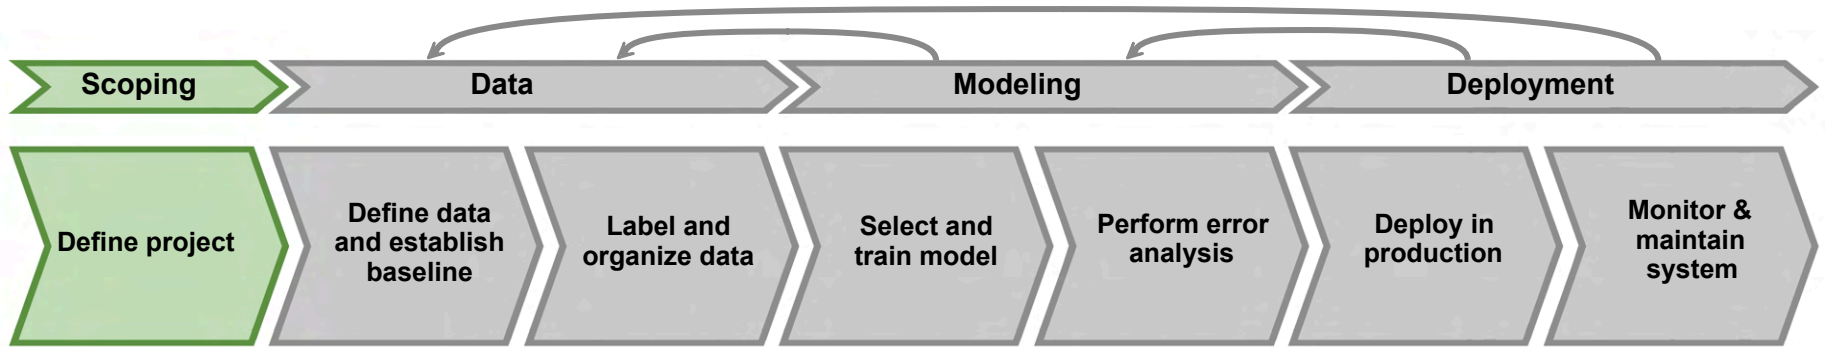 Scoping
Data
Modeling
Deployment
Define project
Define data
and establish
baseline
Label and
organize data
Select and
train model
Perform error
analysis
Deploy in
production
Monitor &
maintain
system